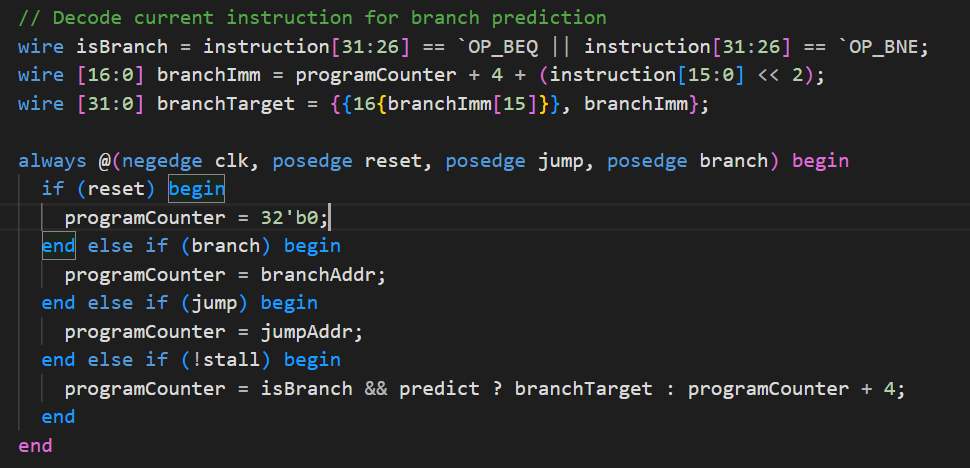 // Decode current instruction for branch prediction
wire isBranch = instruction[31:26] == `OP_BEQ || instruction[31:26] == `OP_BNE;
wire [16:0] branchImm = programCounter + 4 + (instruction[15:0] << 2);
wire [31:0] branchTarget = {{16{branchImm[15]}}, branchImm};

always @(negedge clk, posedge reset, posedge jump, posedge branch) begin
  if (reset) begin
    programCounter = 32'b0;
  end else if (branch) begin
    programCounter = branchAddr;
  end else if (jump) begin
    programCounter = jumpAddr;
  end else if (!stall) begin
    programCounter = isBranch && predict ? branchTarget : programCounter + 4;
  end
end